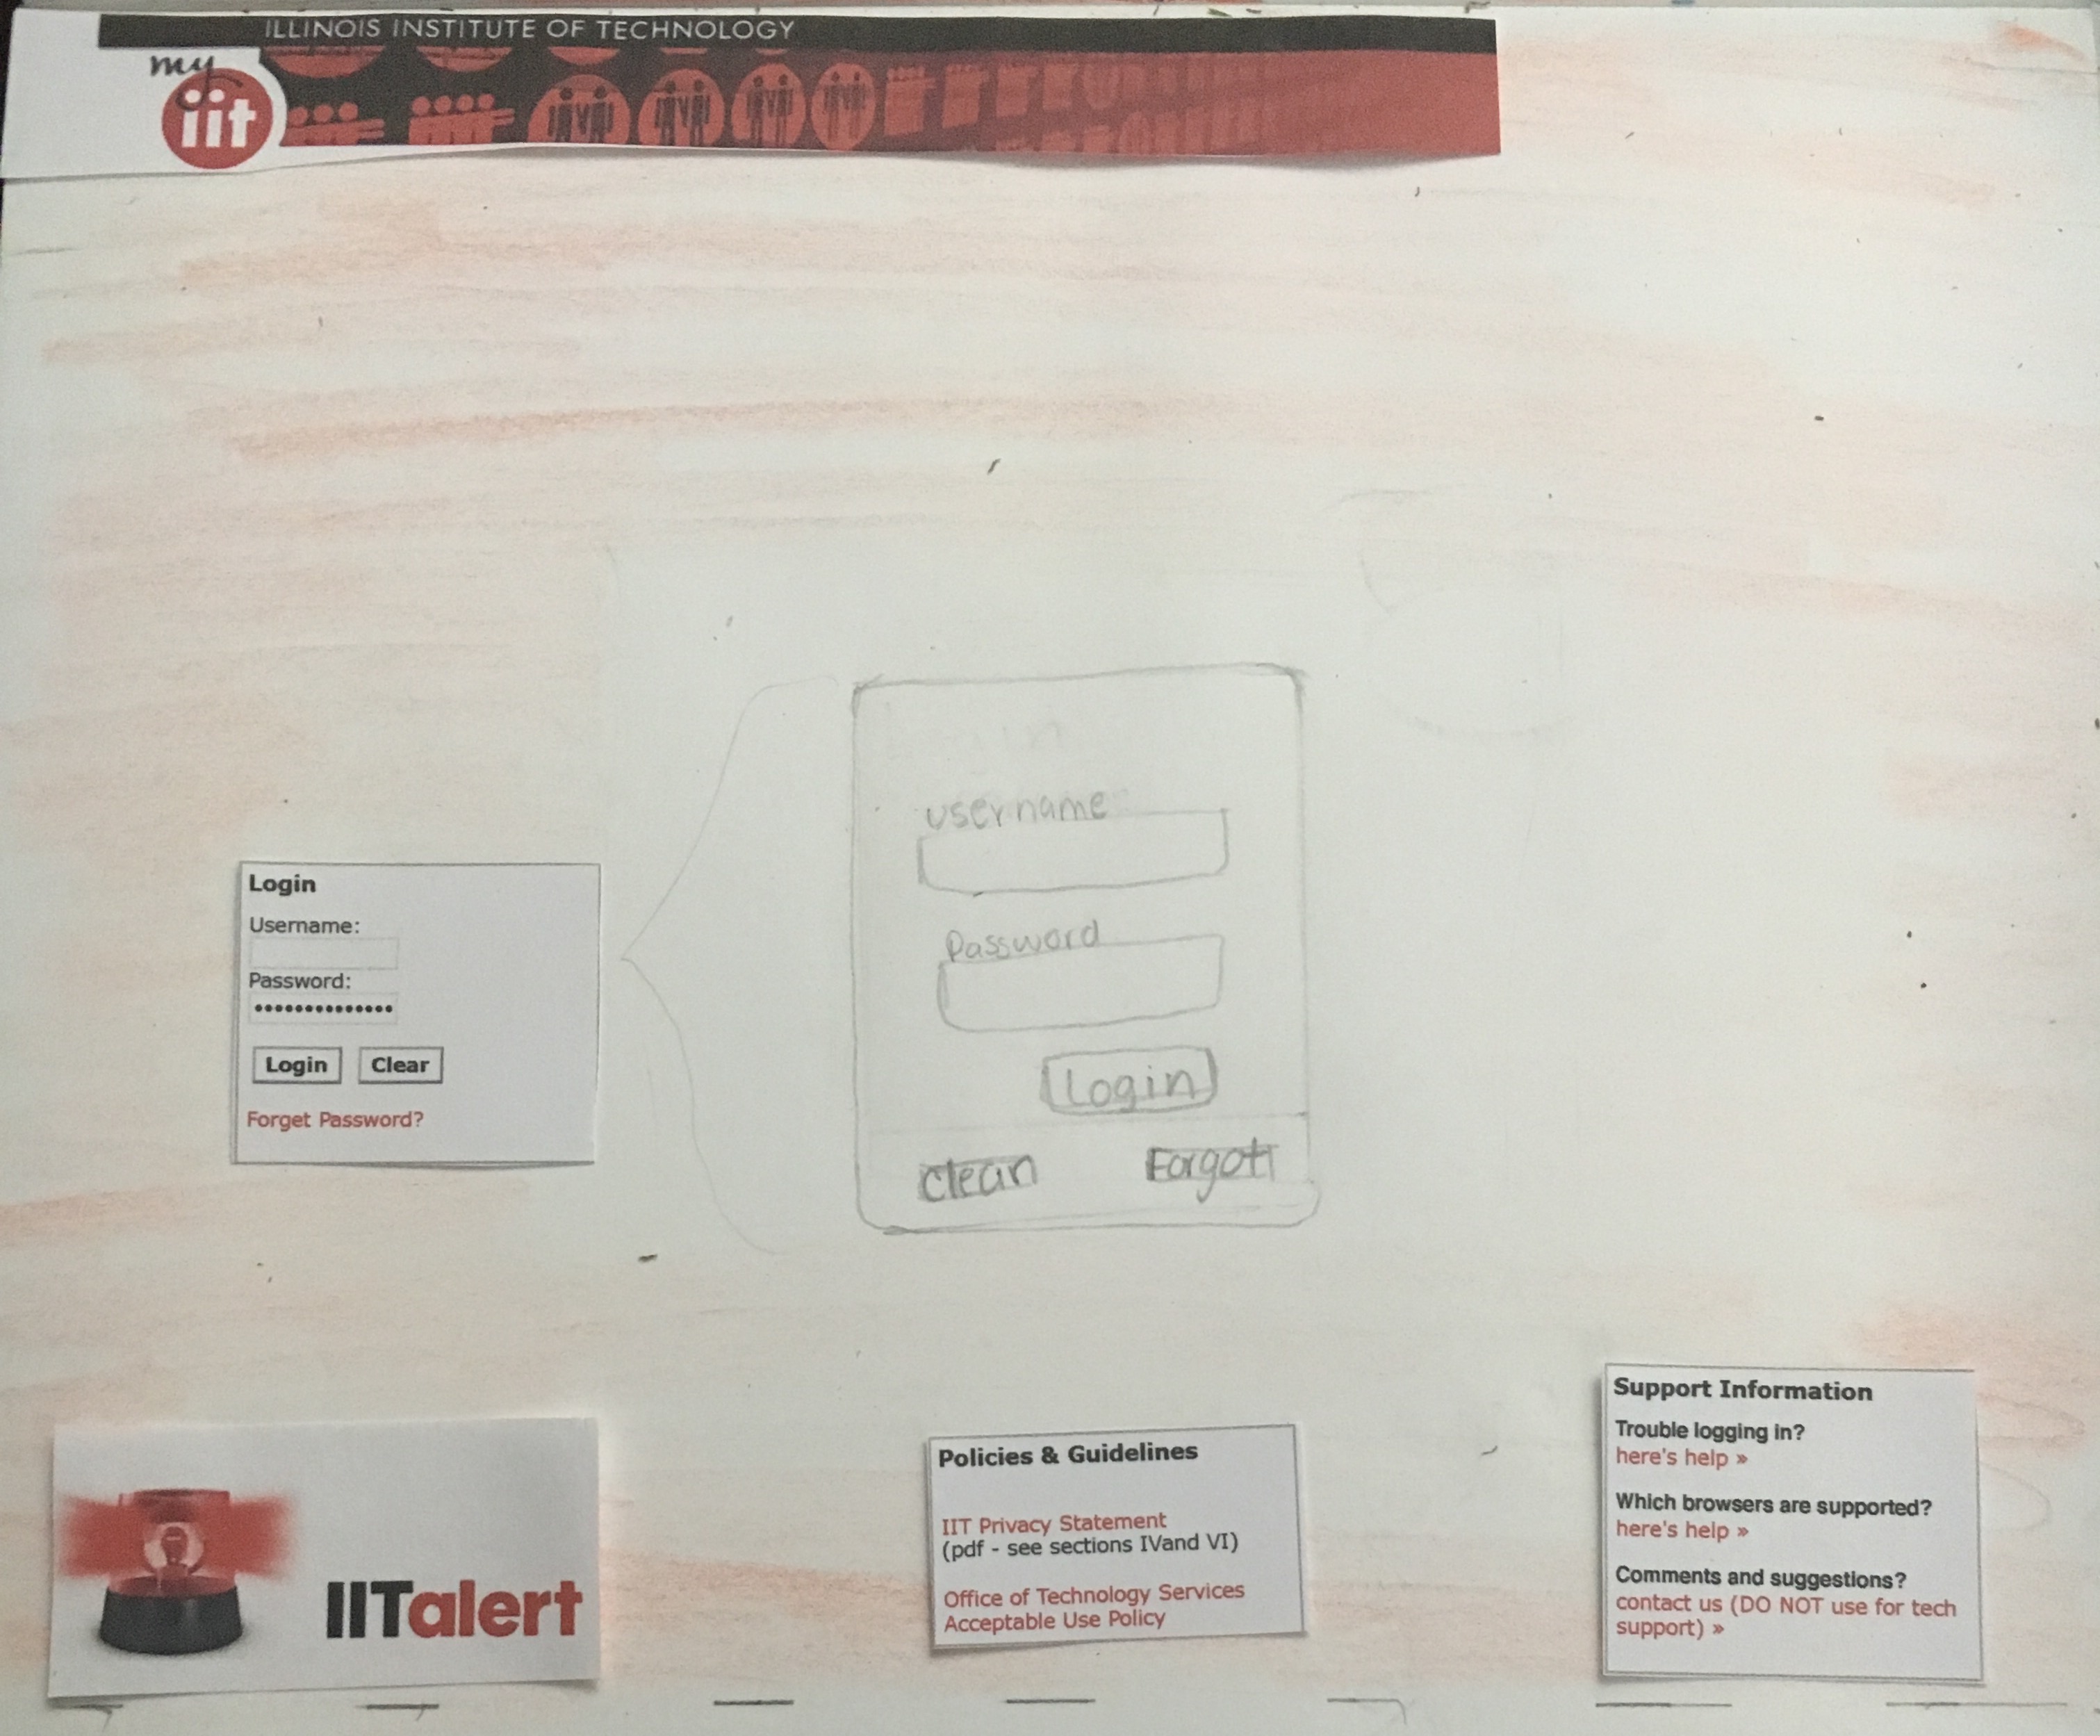 ILLINOIS INSTITUTE OF TECHNOLOGY
my
iit
username
Password
Login
Clean
Forgot
Login
Username:
Password:
••••••••••••••
Login Clear
Forget Password?
IITalert
Policies & Guidelines
IIT Privacy Statement
(pdf - see sections IVand VI)
Office of Technology Services
Acceptable Use Policy
Support Information
Trouble logging in?
here's help »
Which browsers are supported?
here's help »
Comments and suggestions?
contact us (DO NOT use for tech
support) »